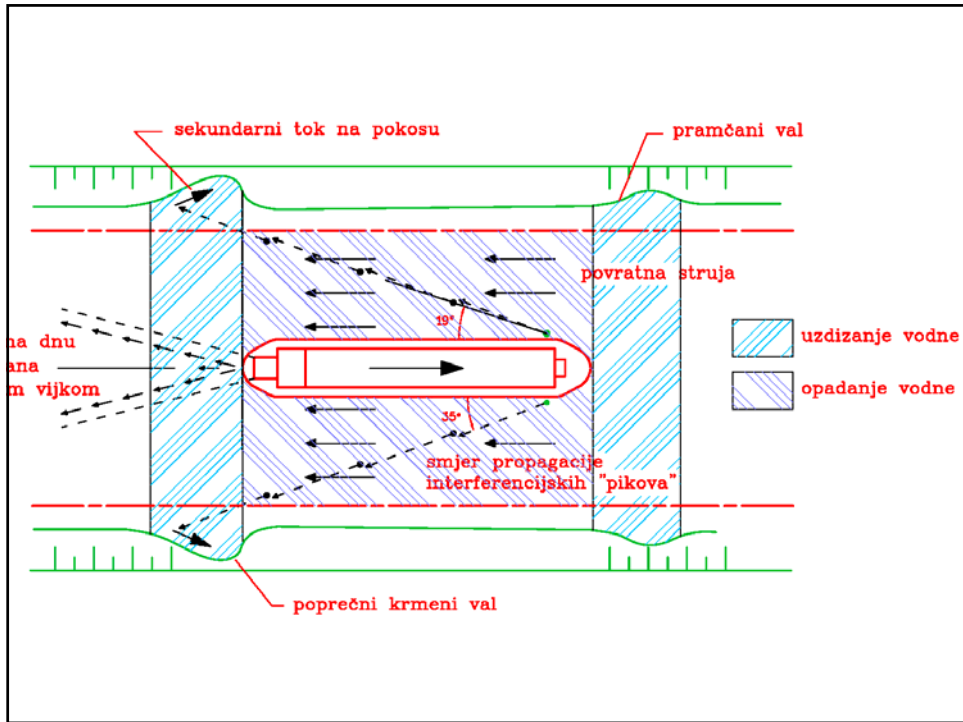 sekundarni tok na pokosu
pramčani val
povratna struja
19°
na dnu
ana
m vijkom
uzdizanje vodne
opadanje vodne
35°
smjer propagacije
interferencijskih "pikova"
poprečni krmeni val